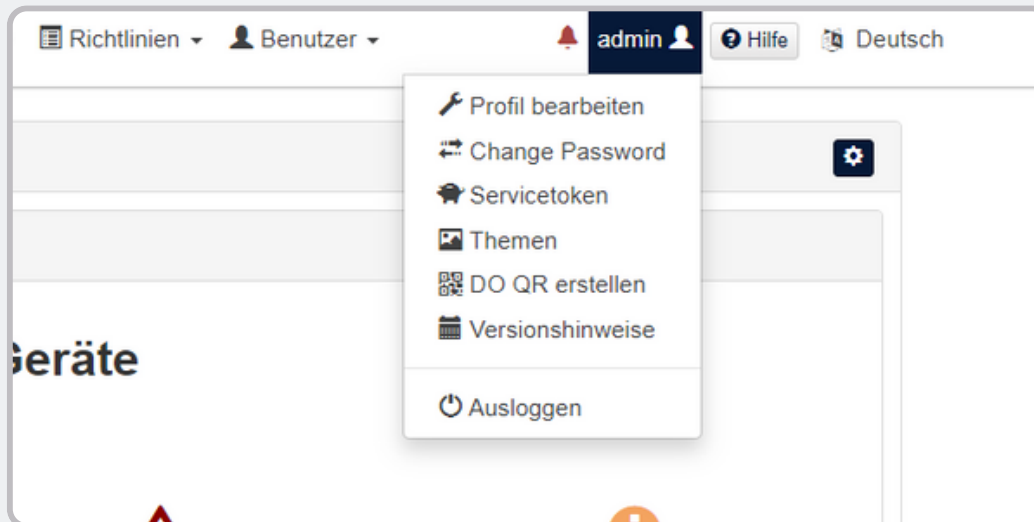 Richtlinien Benutzer admin Hilfe Deutsch
Profil bearbeiten
Change Password
Servicetoken
Themen
DO QR erstellen
Versionshinweise
Geräte
Ausloggen